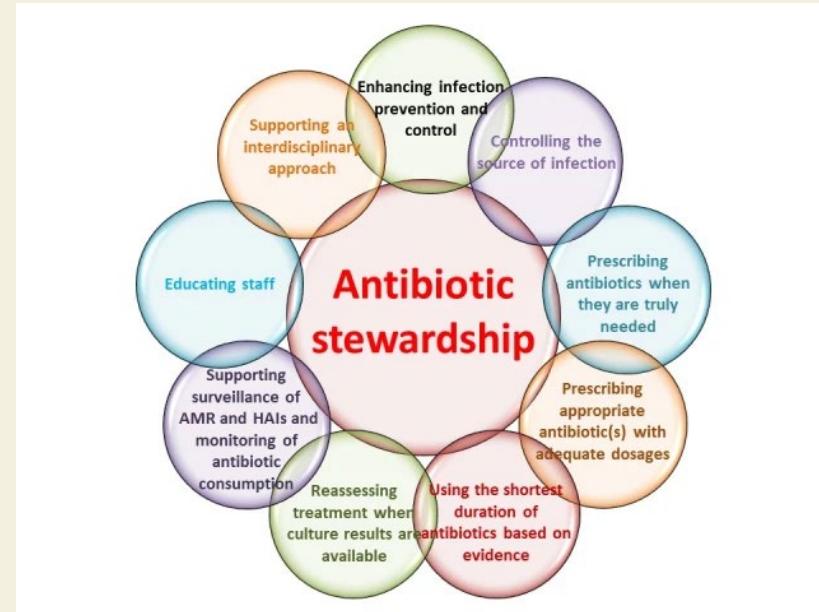 Enhancing infection
prevention and
control
Controlling the
source of infection
Prescribing
antibiotics when
they are truly
needed
Prescribing
appropriate
antibiotic(s) with
adequate dosages
Using the shortest
duration of
antibiotics based on
evidence
Reassessing
treatment when
culture results are
available
Supporting
surveillance of
AMR and HAIs and
monitoring of
antibiotic
consumption
Educating staff
Supporting an
interdisciplinary
approach
Antibiotic
stewardship